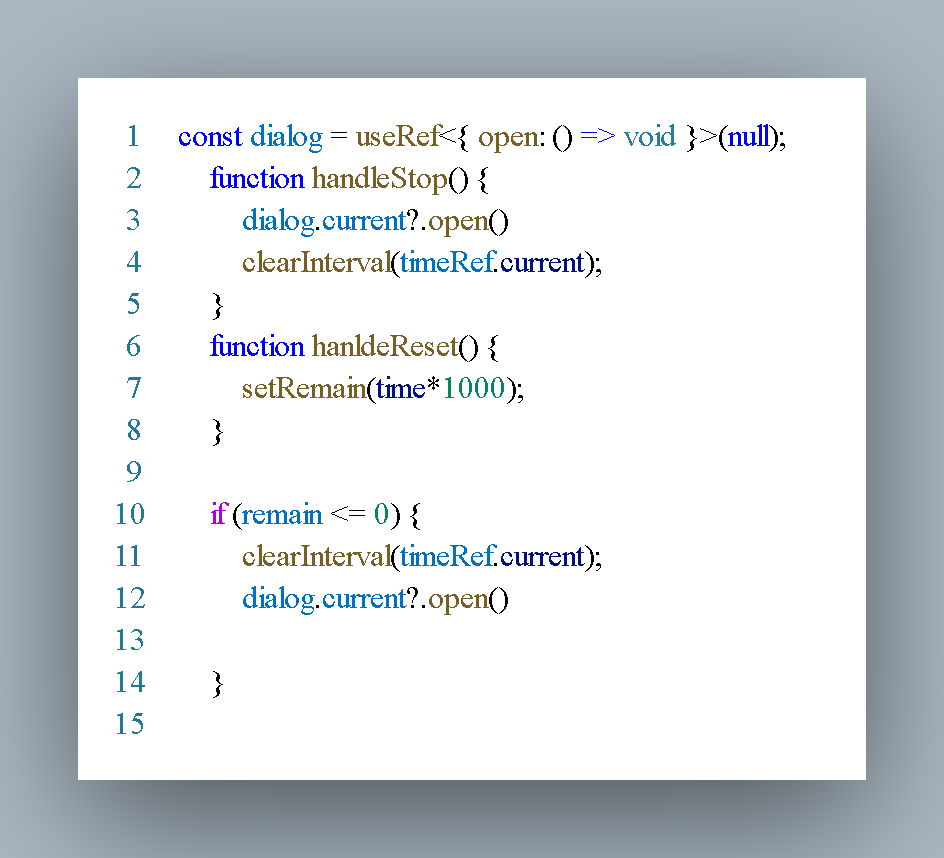 1 const dialog = useRef<{ open: () => void }>(null);
2 function handleStop() {
3 dialog.current?.open()
4 clearInterval(timeRef.current);
5 }
6 function hanldeReset() {
7 setRemain(time*1000);
8 }
9
10 if (remain <= 0) {
11 clearInterval(timeRef.current);
12 dialog.current?.open()
13
14 }
15